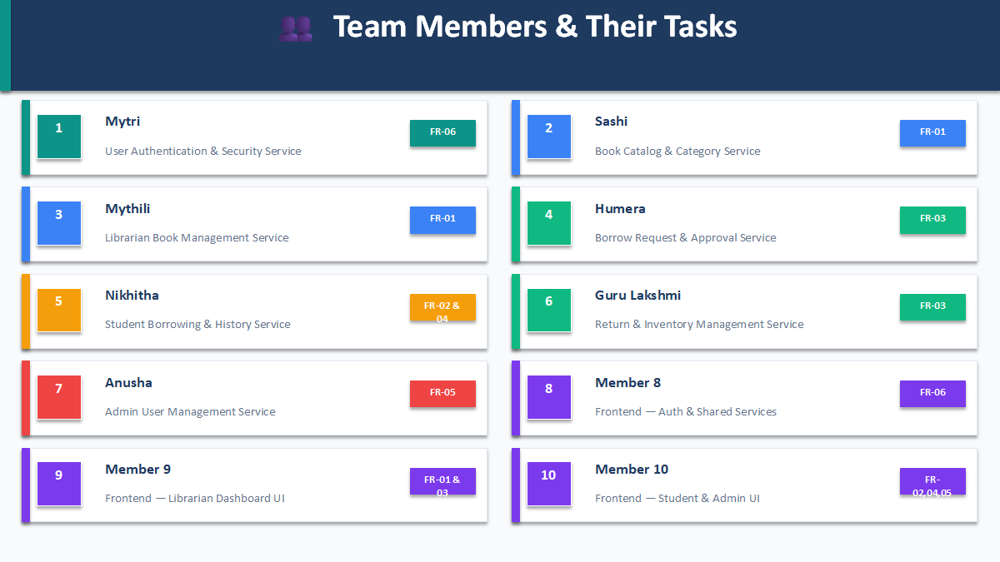 Team Members & Their Tasks
1
Mytri
User Authentication & Security Service
FR-06
2
Sashi
Book Catalog & Category Service
FR-01
3
Mythili
Librarian Book Management Service
FR-01
4
Humera
Borrow Request & Approval Service
FR-03
5
Nikhitha
Student Borrowing & History Service
FR-02 &
04
6
Guru Lakshmi
Return & Inventory Management Service
FR-03
7
Anusha
Admin User Management Service
FR-05
8
Member 8
Frontend — Auth & Shared Services
FR-06
9
Member 9
Frontend — Librarian Dashboard UI
FR-01 &
03
10
Member 10
Frontend — Student & Admin UI
FR-
02,04,05